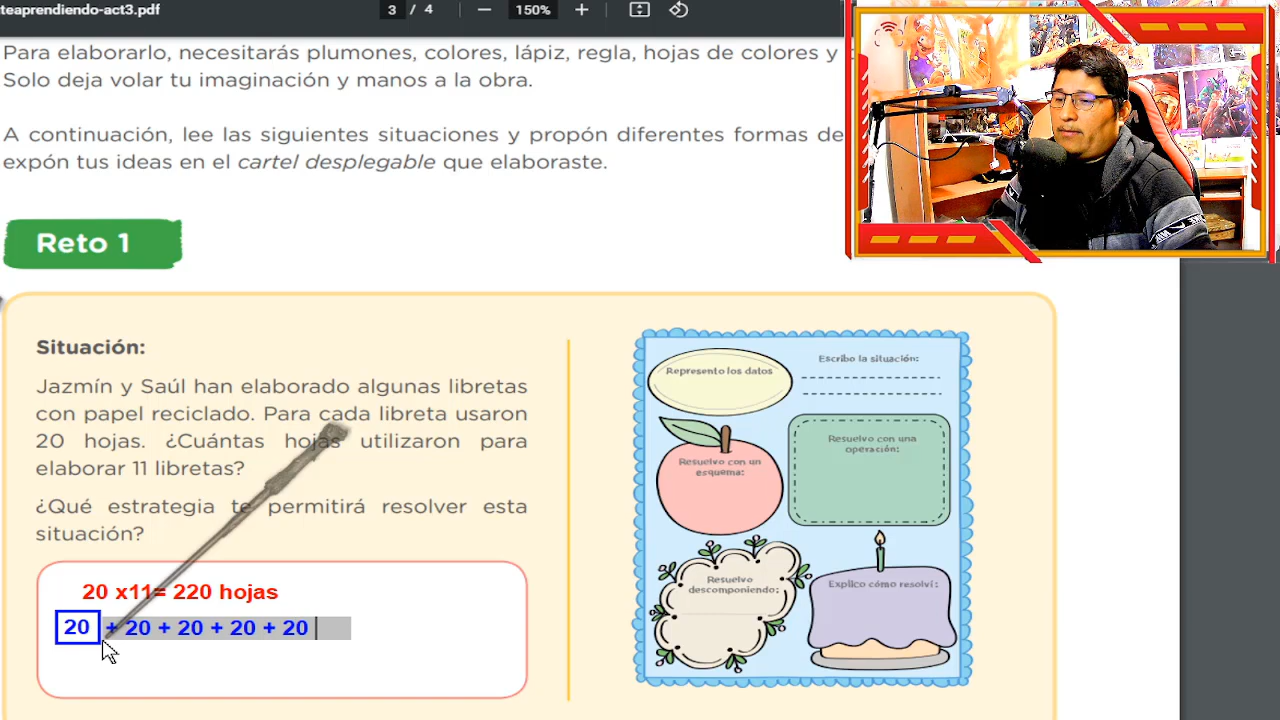 teaprendiendo-act3.pdf
3 / 4
150%
Para elaborarlo, necesitarás plumones, colores, lápiz, regla, hojas de colores y
Solo deja volar tu imaginación y manos a la obra.
A continuación, lee las siguientes situaciones y propón diferentes formas de
expón tus ideas en el cartel desplegable que elaboraste.
Reto 1
Situación:
Jazmín y Saúl han elaborado algunas libretas
con papel reciclado. Para cada libreta usaron
20 hojas. ¿Cuántas hojas utilizaron para
elaborar 11 libretas?
¿Qué estrategia te permitirá resolver esta
situación?
20 x11= 220 hojas
20 + 20 + 20 + 20 + 20
Represento los datos
Escribo la situación:
Resuelvo con un
esquema:
Resuelvo con una
operación:
Resuelvo
descomponiendo:
Explico cómo resolví: